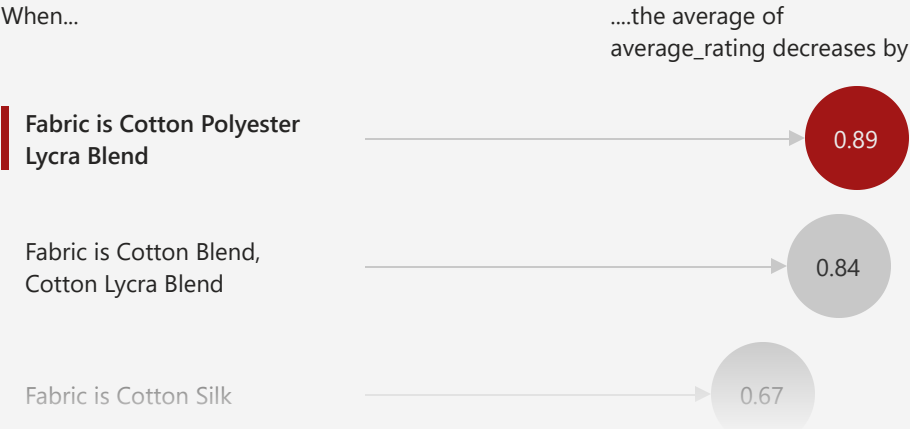 When...
....the average of
average_rating decreases by
Fabric is Cotton Polyester
Lycra Blend
0.89
Fabric is Cotton Blend,
Cotton Lycra Blend
0.84
Fabric is Cotton Silk
0.67